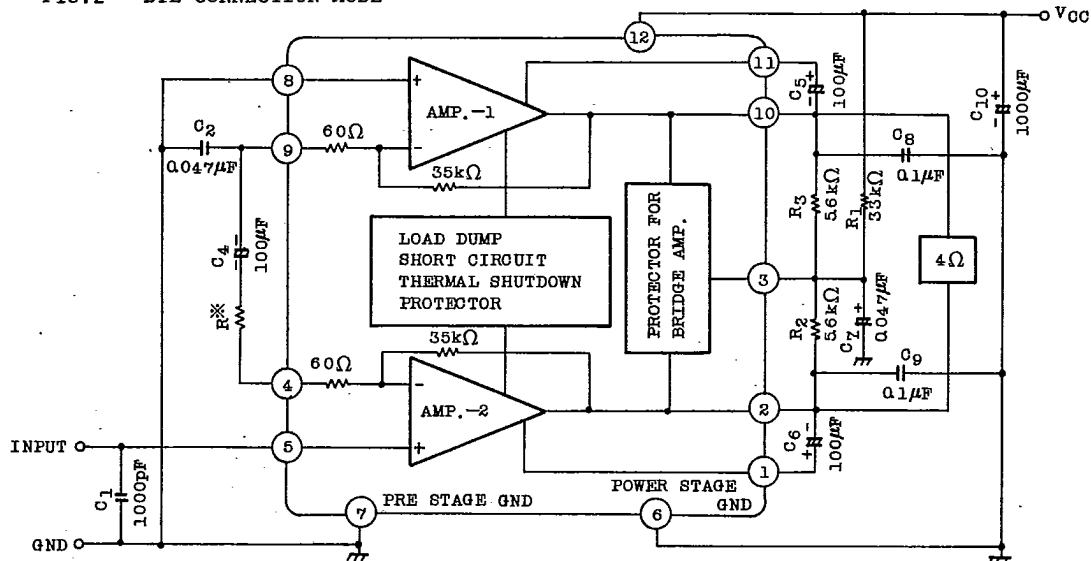 FIG.2 BTL CONNECTION MODE
VCC
12
8
11
C5
100µF
C10
1000µF
AMP.-1
10
C2
0.047µF
9
60Ω
35kΩ
C8
0.1µF
R3
5.6kΩ
R1
33kΩ
C4
100µF
R※
LOAD DUMP
SHORT CIRCUIT
THERMAL SHUTDOWN
PROTECTOR
PROTECTOR FOR
BRIDGE AMP.
3
4Ω
R2
5.6kΩ
C7
0.047µF
35kΩ
4
60Ω
C9
0.1µF
AMP.-2
2
INPUT
5
C6
100µF
1
C1
1000pF
PRE STAGE GND
7
POWER STAGE
GND
6
GND